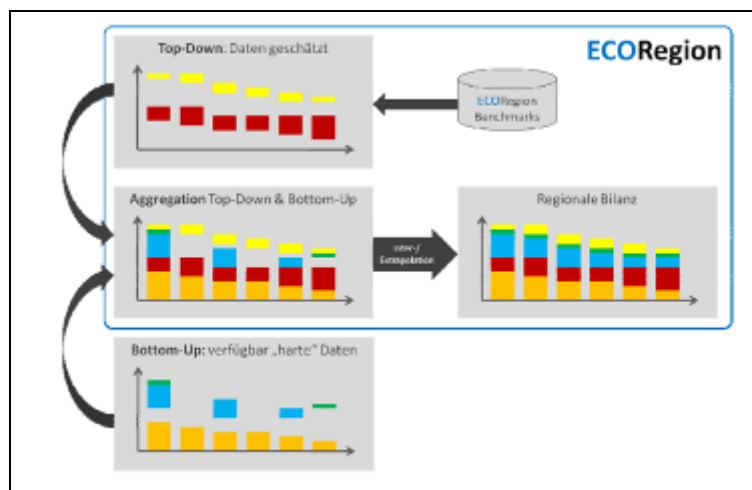 Top-Down: Daten geschätzt
ECORegion
ECORegion
Benchmarks
Aggregation Top-Down & Bottom-Up
Regionale Bilanz
Inter-/
Extrapolation
Bottom-Up: verfügbar „harte“ Daten